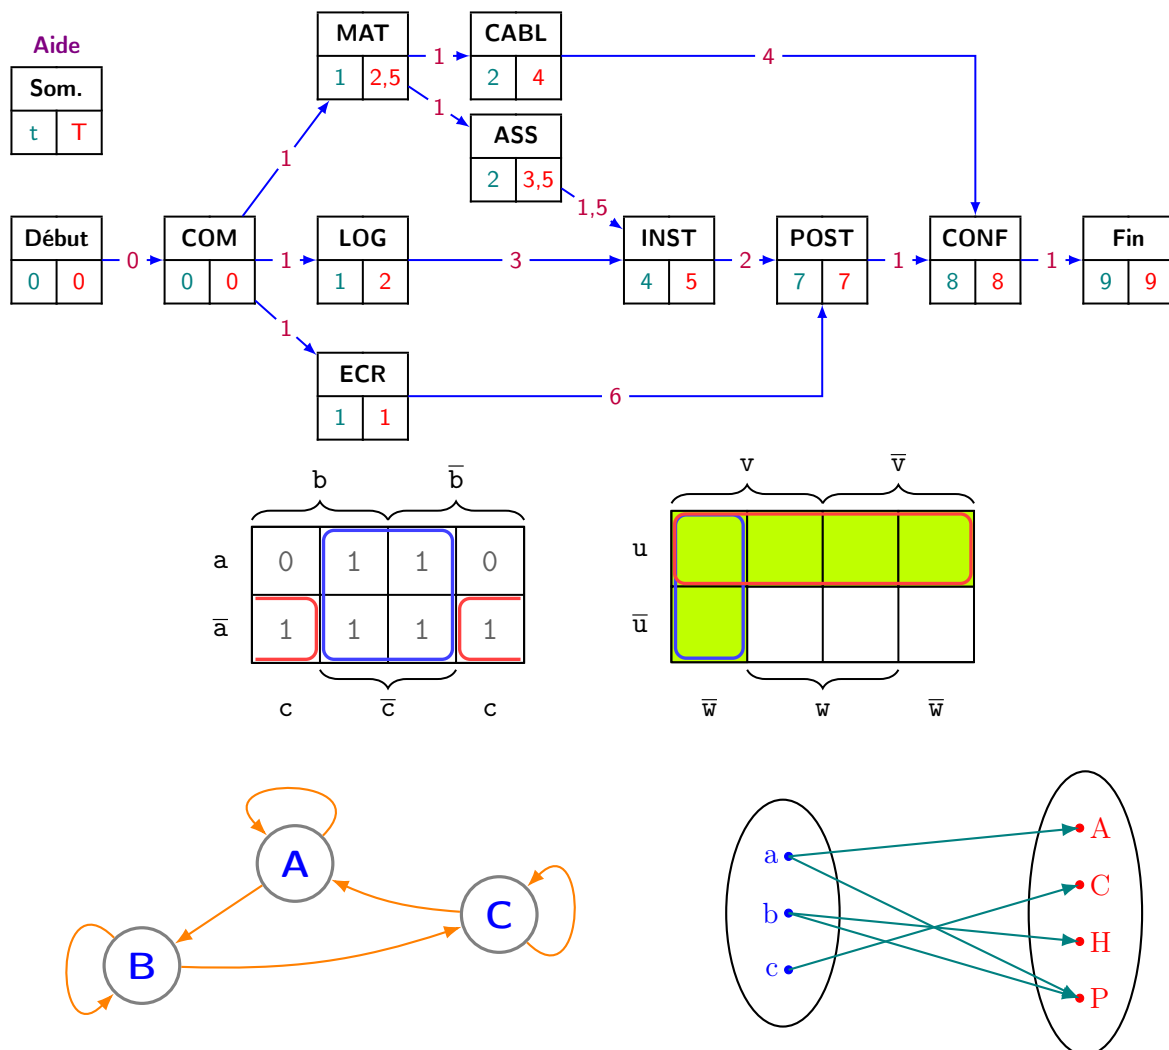 Aide
Som.
t T
MAT
1 2,5
1
CABL
2 4
4
1
ASS
2 3,5
1
1,5
Début
0 0
0
COM
0 0
1
LOG
1 2
3
INST
4 5
2
POST
7 7
1
CONF
8 8
1
Fin
9 9
1
ECR
1 1
6
b b̅
a 0 1 1 0
a̅ 1 1 1 1
c c̅ c
v v̅
u
u̅
w̅ w w̅
A
B
C
a
b
c
A
C
H
P